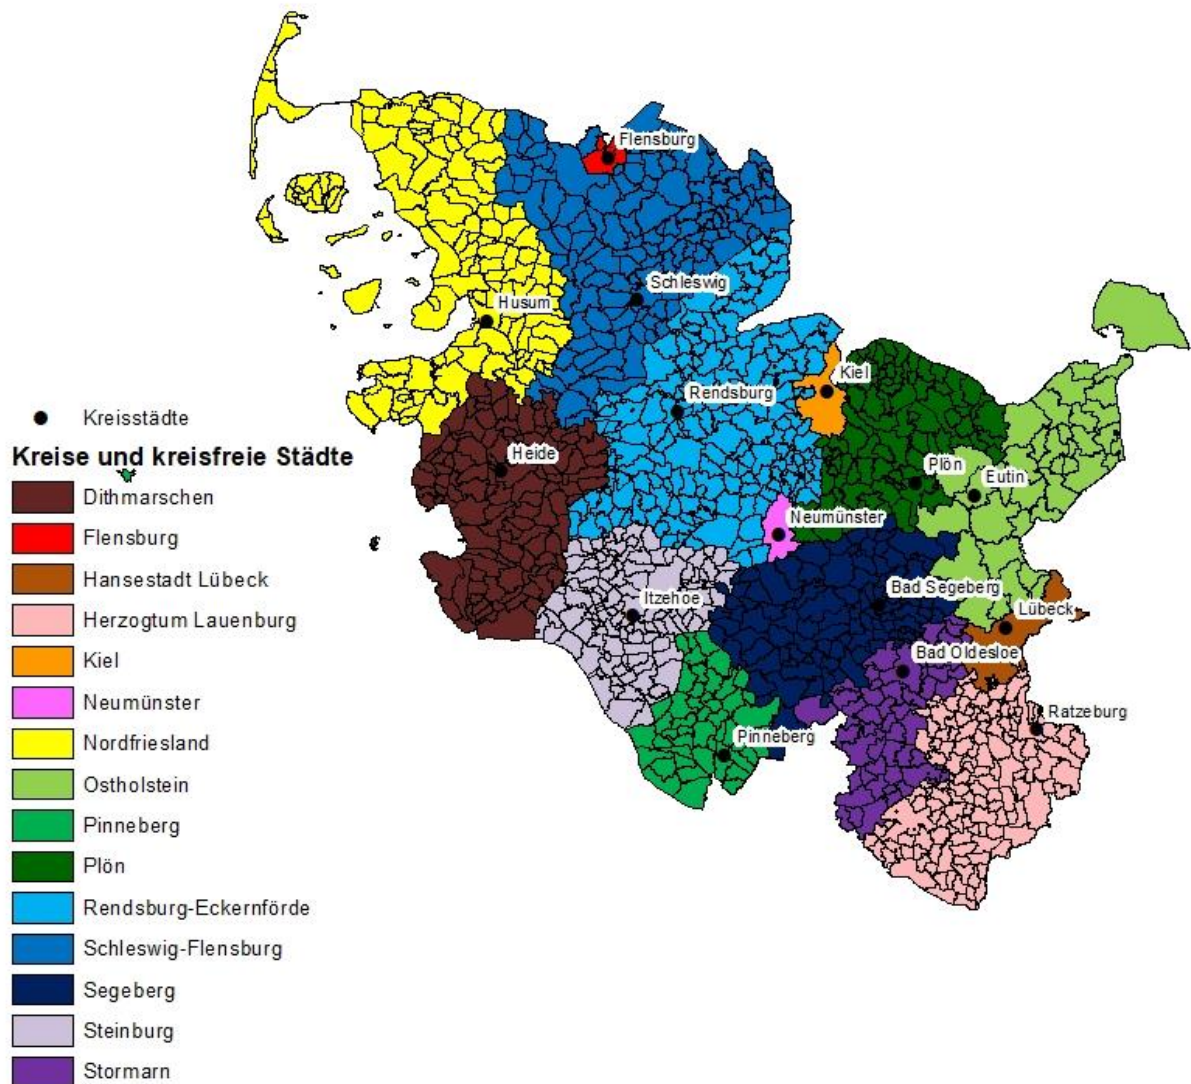 Flensburg
Schleswig
Husum
Kiel
Rendsburg
Kreisstädte
Kreise und kreisfreie Städte
Heide
Plön
Eutin
Dithmarschen
Neumünster
Flensburg
Hansestadt Lübeck
Bad Segeberg
Itzehoe
Lübeck
Herzogtum Lauenburg
Bad Oldesloe
Kiel
Neumünster
Ratzeburg
Pinneberg
Nordfriesland
Ostholstein
Pinneberg
Plön
Rendsburg-Eckernförde
Schleswig-Flensburg
Segeberg
Steinburg
Stormarn